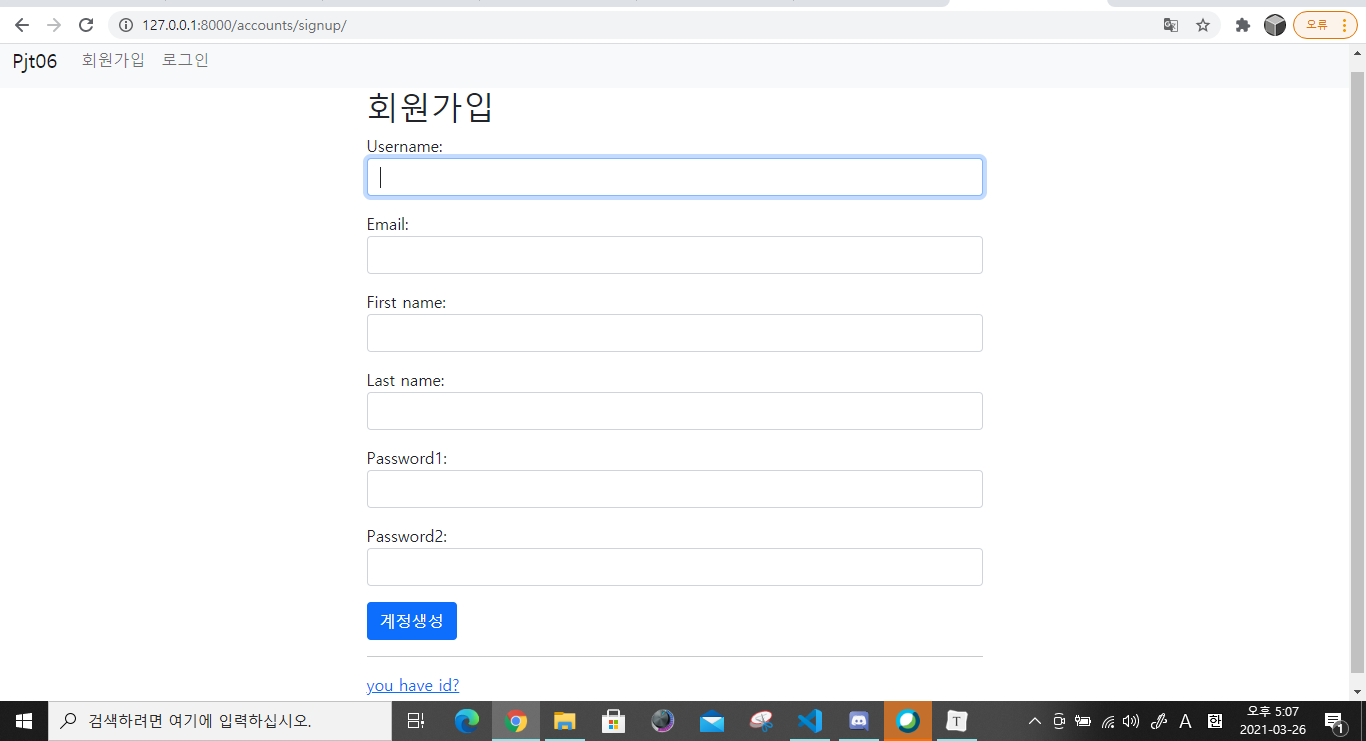 127.0.0.1:8000/accounts/signup/
오류
Pjt06 회원가입 로그인
회원가입
Username:
Email:
First name:
Last name:
Password1:
Password2:
계정생성
you have id?
검색하려면 여기에 입력하십시오.
T
A 한
오후 5:07
2021-03-26
1